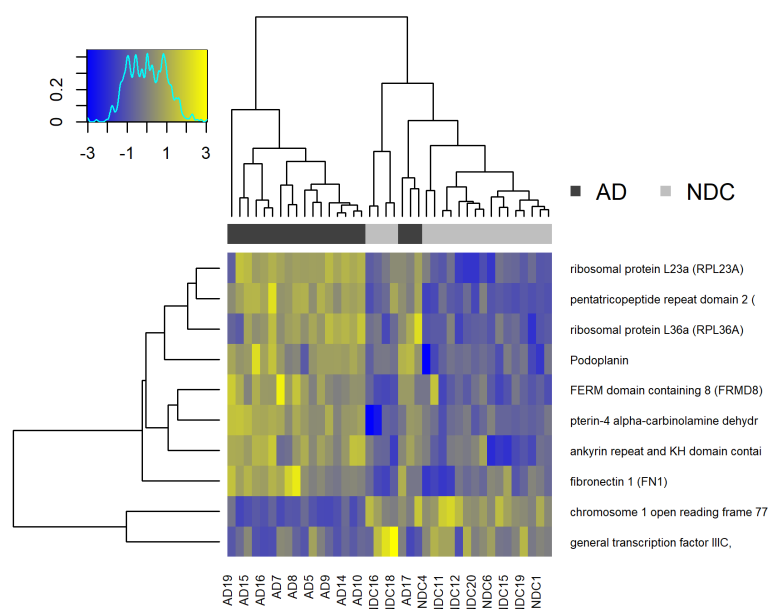 0.2
0
-3 -1 1 3
AD NDC
ribosomal protein L23a (RPL23A)
pentatricopeptide repeat domain 2 (
ribosomal protein L36a (RPL36A)
Podoplanin
FERM domain containing 8 (FRMD8)
pterin-4 alpha-carbinolamine dehydr
ankyrin repeat and KH domain contai
fibronectin 1 (FN1)
chromosome 1 open reading frame 77
general transcription factor IIIC,
AD19
AD15
AD16
AD7
AD8
AD5
AD9
AD14
AD10
IDC16
IDC18
AD17
NDC4
IDC11
IDC12
IDC20
NDC6
IDC15
IDC19
NDC1